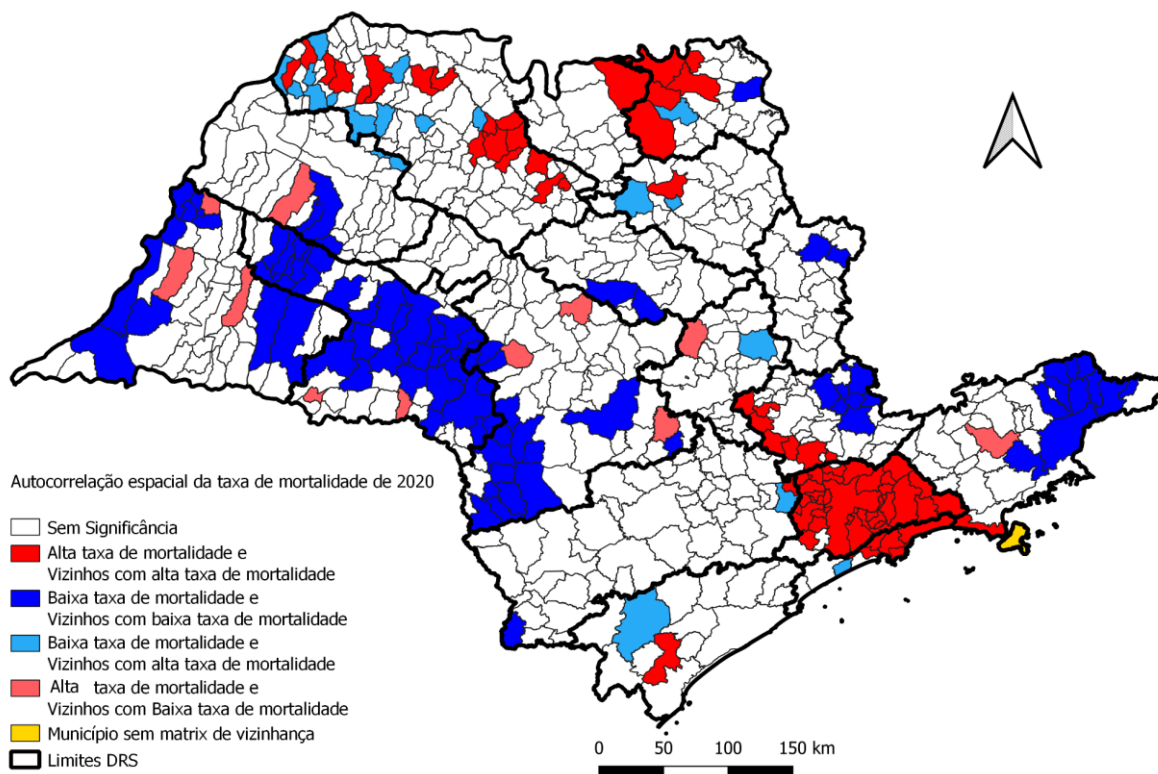 Autocorrelação espacial da taxa de mortalidade de 2020
Sem Significância
Alta taxa de mortalidade e
Vizinhos com alta taxa de mortalidade
Baixa taxa de mortalidade e
Vizinhos com baixa taxa de mortalidade
Baixa taxa de mortalidade e
Vizinhos com alta taxa de mortalidade
Alta taxa de mortalidade e
Vizinhos com Baixa taxa de mortalidade
Município sem matrix de vizinhança
Limites DRS
0 50 100 150 km